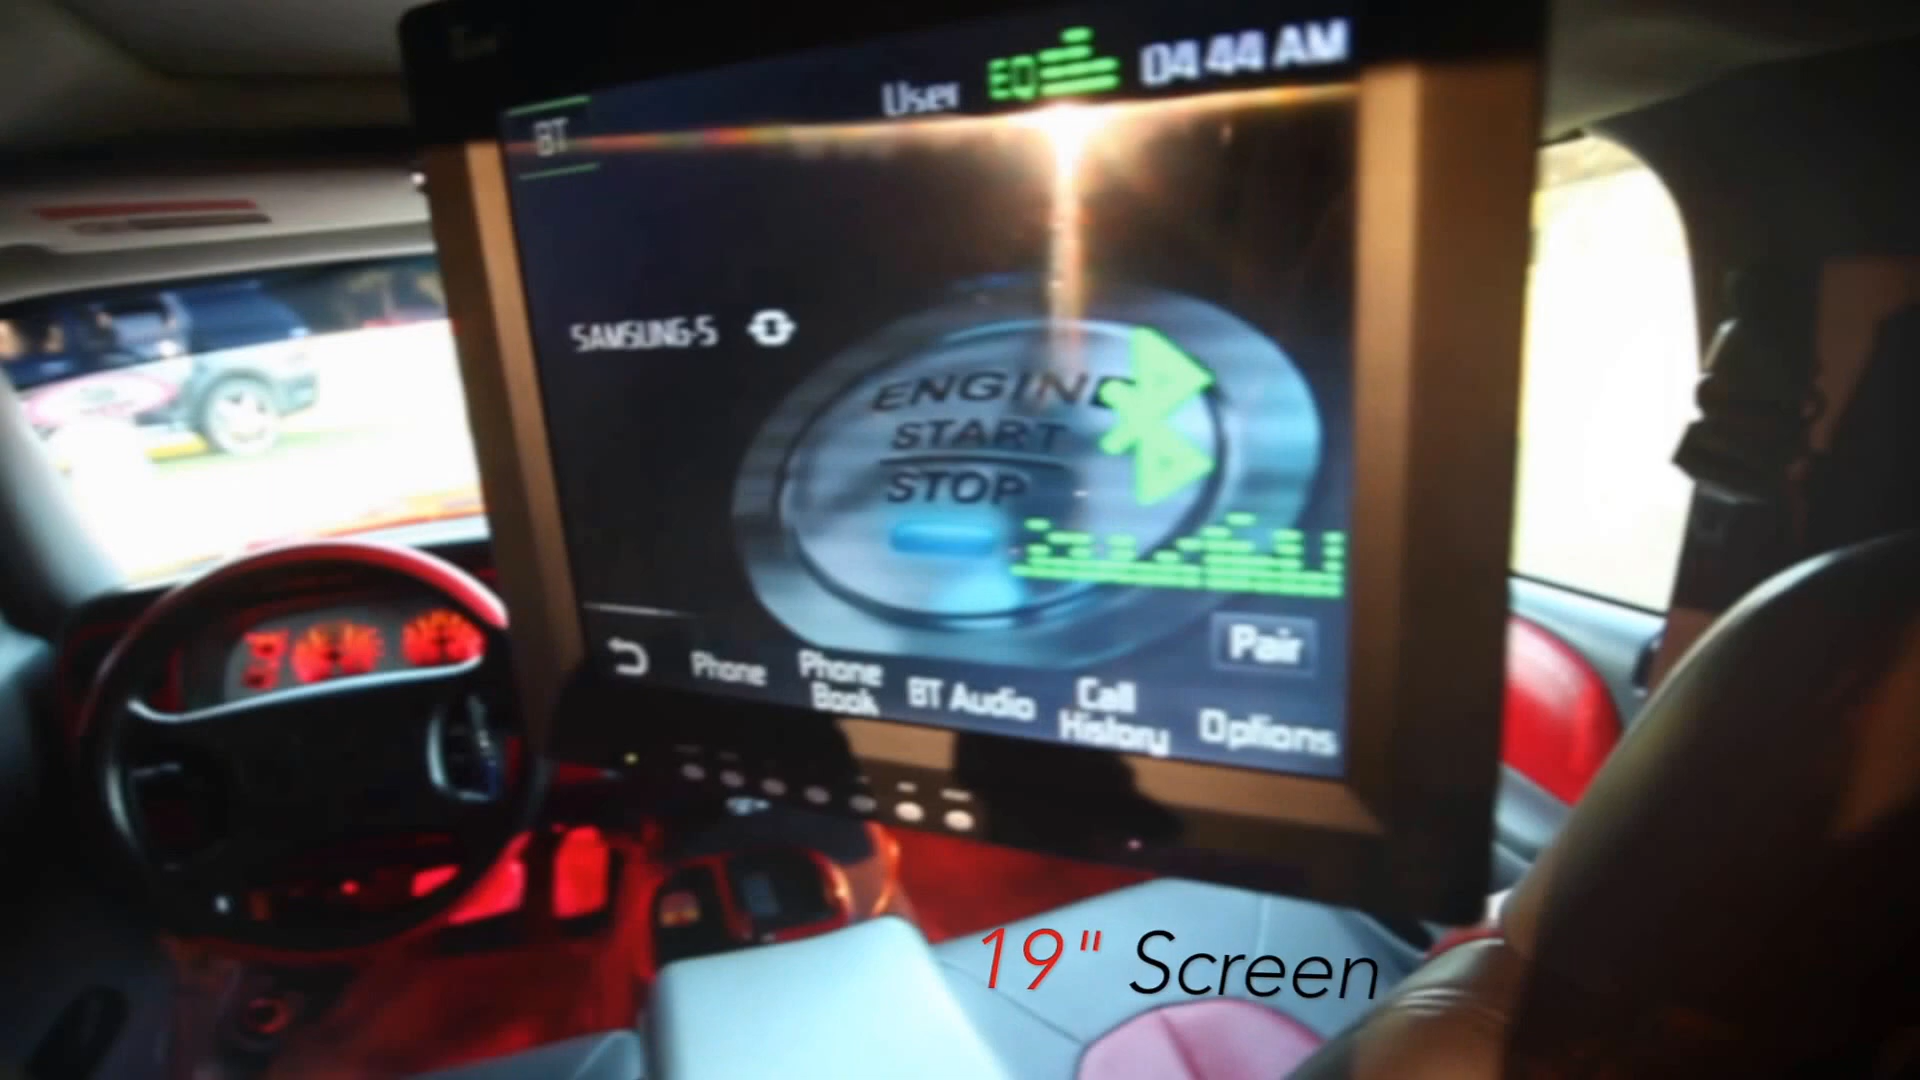 User EQ 04:44 AM
BT
SAMSUNG-S
ENGINE
START
STOP
Pair
Phone
Phone
Book
BT Audio
Call
History
Options
19" Screen